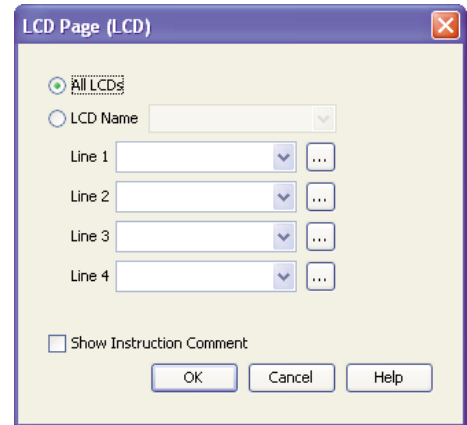 LCD Page (LCD)
All LCDs
LCD Name
Line 1 ...
Line 2 ...
Line 3 ...
Line 4 ...
Show Instruction Comment
OK Cancel Help